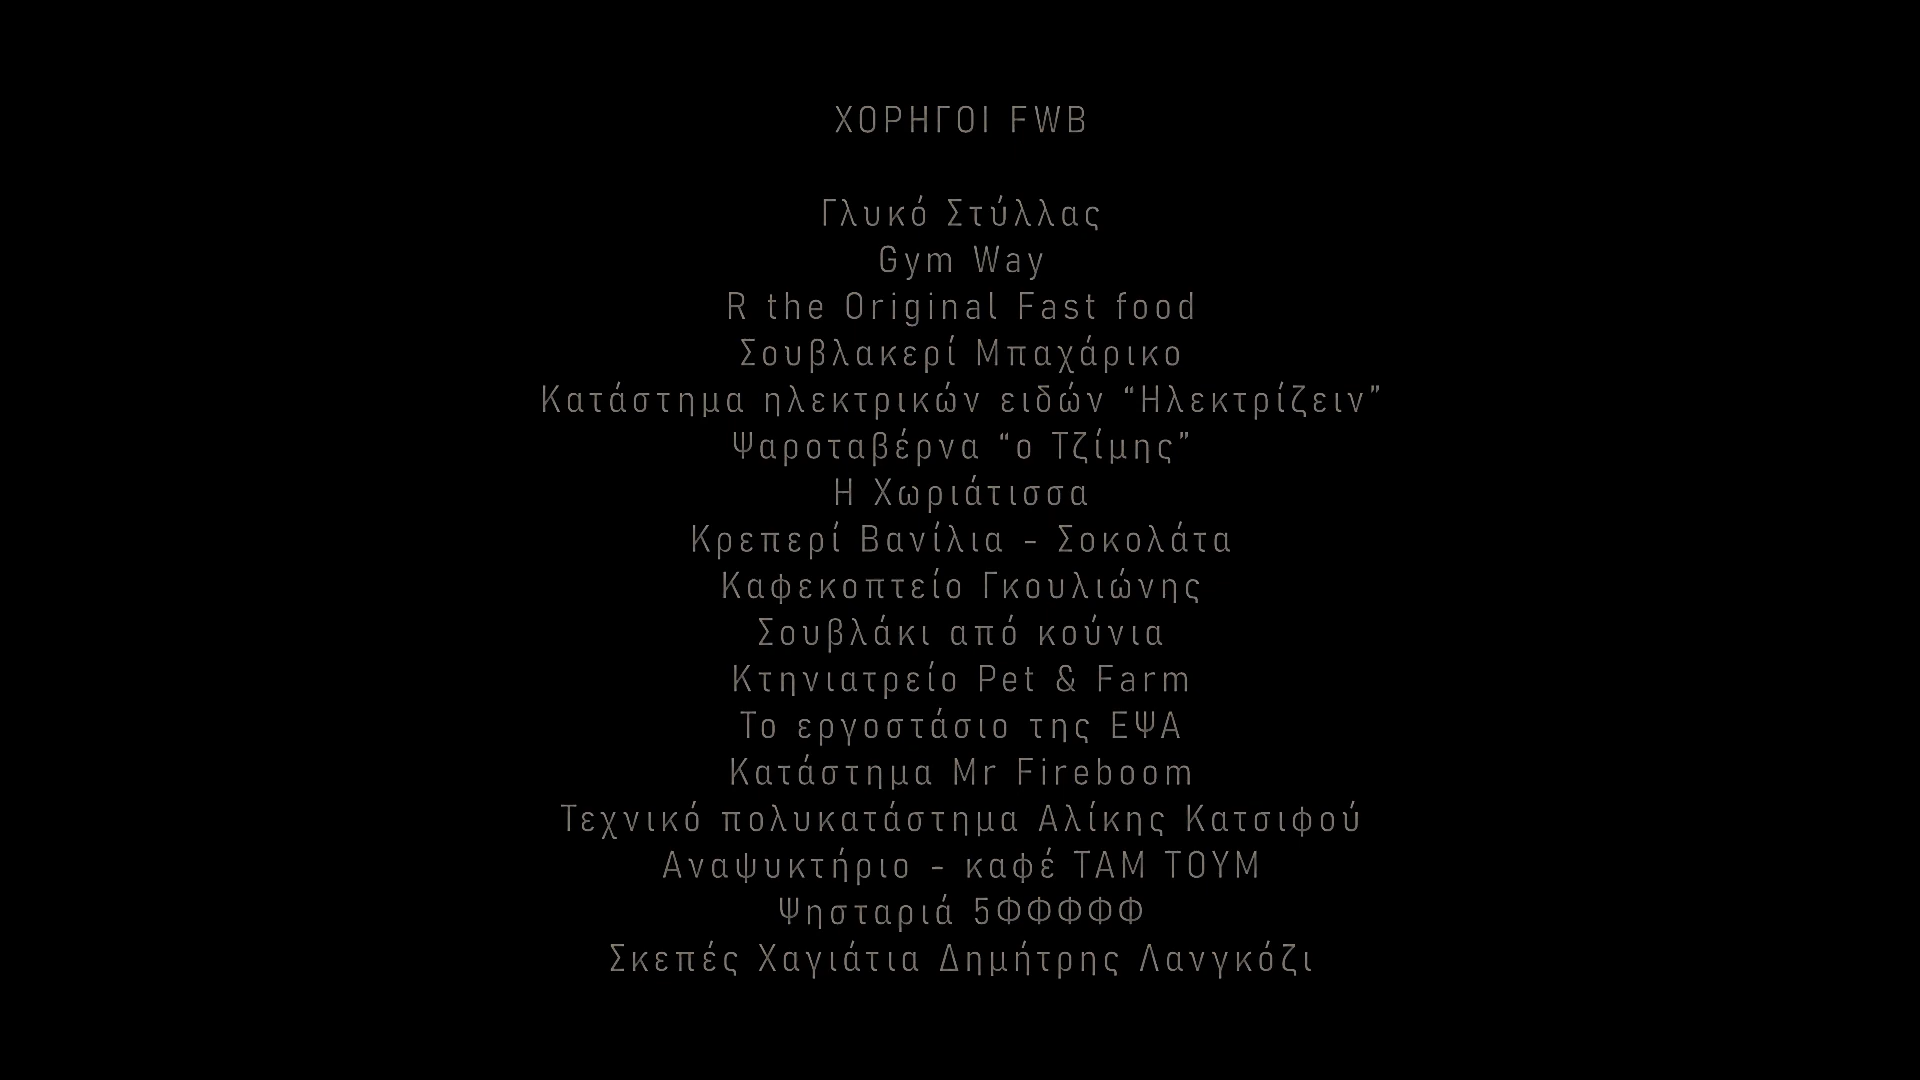 ΧΟΡΗΓΟΙ FWB
Γλυκό Στύλλας
Gym Way
R the Original Fast food
Σουβλακερί Μπαχάρικο
Κατάστημα ηλεκτρικών ειδών “Ηλεκτρίζειν”
Ψαροταβέρνα “ο Τζίμης”
Η Χωριάτισσα
Κρεπερί Βανίλια - Σοκολάτα
Καφεκοπτείο Γκουλιώνης
Σουβλάκι από κούνια
Κτηνιατρείο Pet & Farm
Το εργοστάσιο της ΕΨΑ
Κατάστημα Mr Fireboom
Τεχνικό πολυκατάστημα Αλίκης Κατσιφού
Αναψυκτήριο - καφέ ΤΑΜ ΤΟΥΜ
Ψησταριά 5ΦΦΦΦΦ
Σκεπές Χαγιάτια Δημήτρης Λανγκόζι